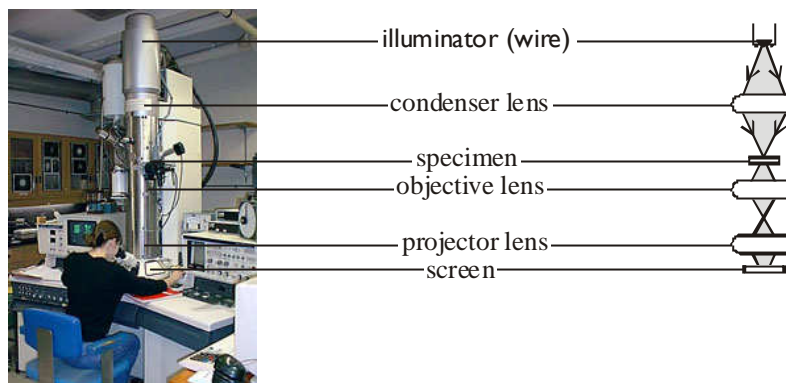 illuminator (wire)
condenser lens
specimen
objective lens
projector lens
screen